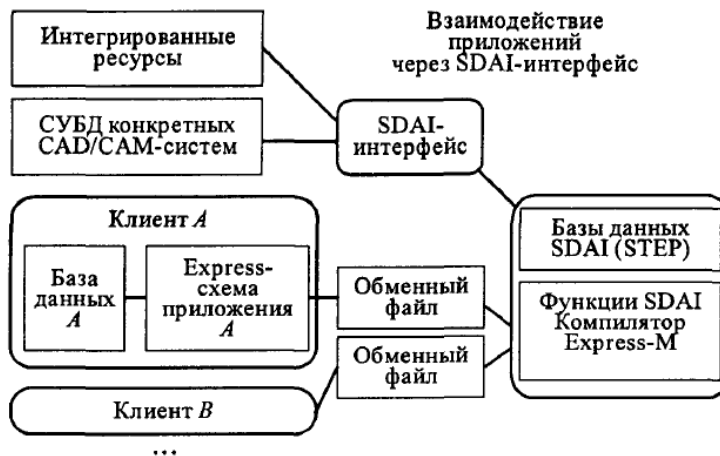 Интегрированные
ресурсы
Взаимодействие
приложений
через SDAI-интерфейс
СУБД конкретных
CAD/CAM-систем
SDAI-
интерфейс
Клиент A
База
данных
A
Express-
схема
приложения
A
Обменный
файл
Обменный
файл
Базы данных
SDAI (STEP)
Функции SDAI
Компилятор
Express-M
Клиент B
...